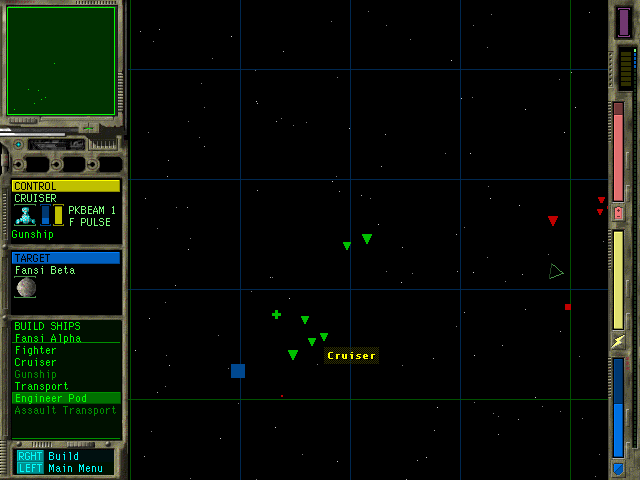 CONTROL
CRUISER
PKBEAM 1
F PULSE
Gunship
TARGET
Fansi Beta
BUILD SHIPS
Fansi Alpha
Fighter
Cruiser
Gunship
Transport
Engineer Pod
Assault Transport
RGHT Build
LEFT Main Menu
Cruiser